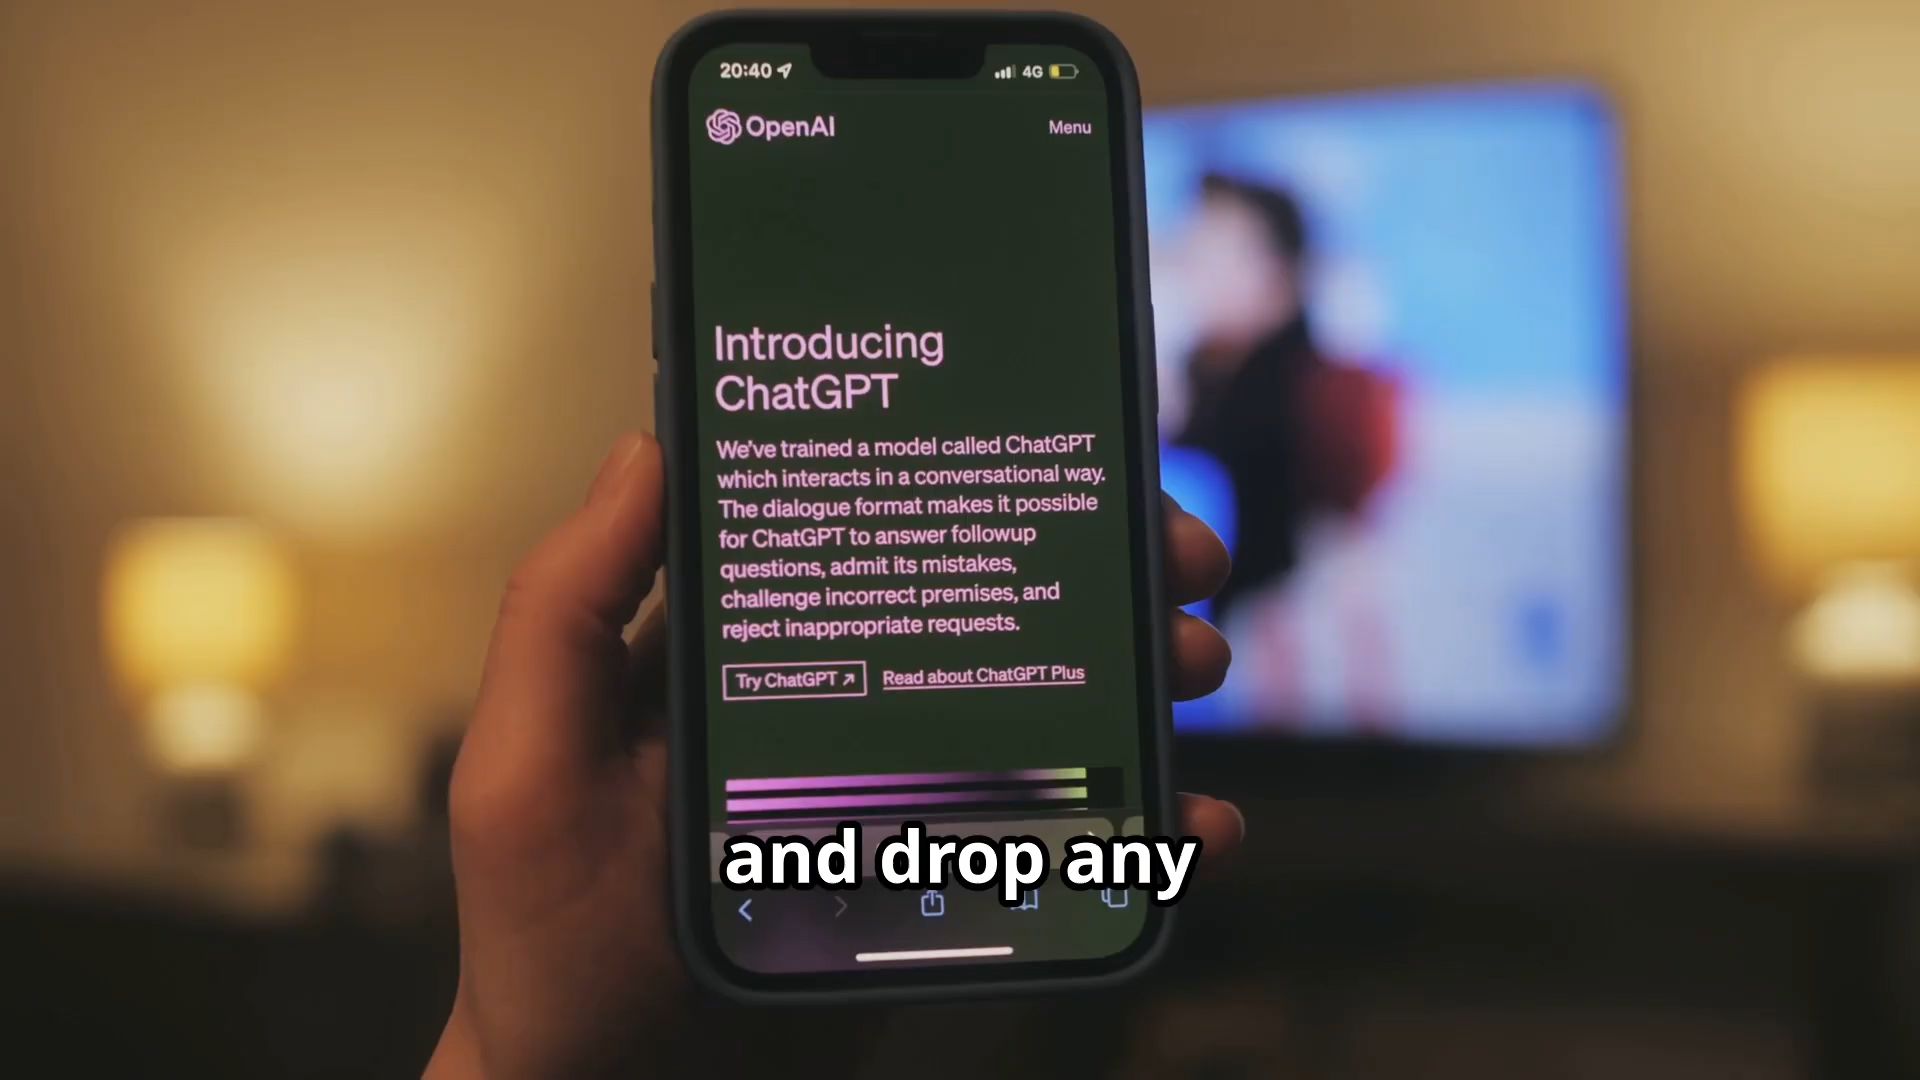 20:40
4G
OpenAI
Menu
Introducing
ChatGPT
We've trained a model called ChatGPT
which interacts in a conversational way.
The dialogue format makes it possible
for ChatGPT to answer followup
questions, admit its mistakes,
challenge incorrect premises, and
reject inappropriate requests.
Try ChatGPT ↗
Read about ChatGPT Plus
and drop any